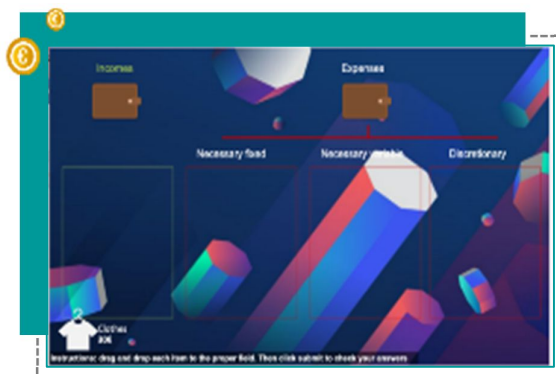 Incomes
Expenses
Necessary fixed
Necessary variable
Discretionary
Clothes
Instructions: drag and drop each item to the proper field. Then click submit to check your answers